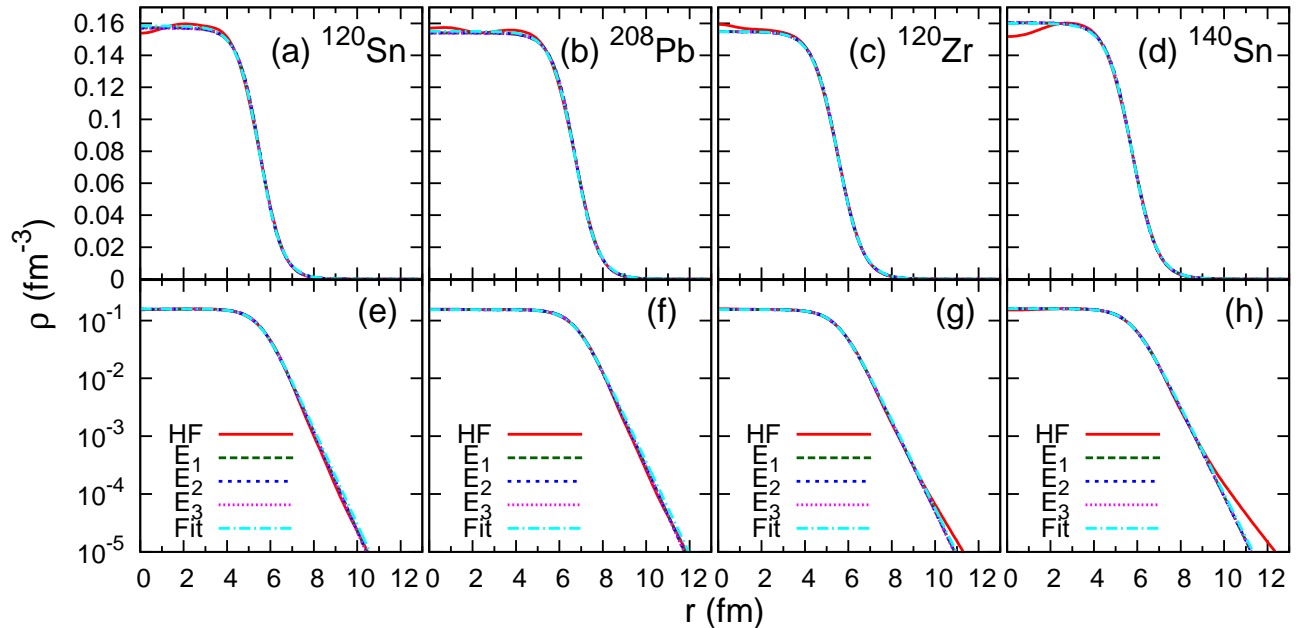 0.16
0.14
0.12
0.1
0.08
0.06
0.04
0.02
0
(a) ¹²⁰Sn
(b) ²⁰⁸Pb
(c) ¹²⁰Zr
(d) ¹⁴⁰Sn
ρ (fm⁻³)
10⁻¹
10⁻²
10⁻³
10⁻⁴
10⁻⁵
(e)
HF
E₁
E₂
E₃
Fit
(f)
HF
E₁
E₂
E₃
Fit
(g)
HF
E₁
E₂
E₃
Fit
(h)
HF
E₁
E₂
E₃
Fit
0 2 4 6 8 10 12
0 2 4 6 8 10 12
0 2 4 6 8 10 12
0 2 4 6 8 10 12
r (fm)